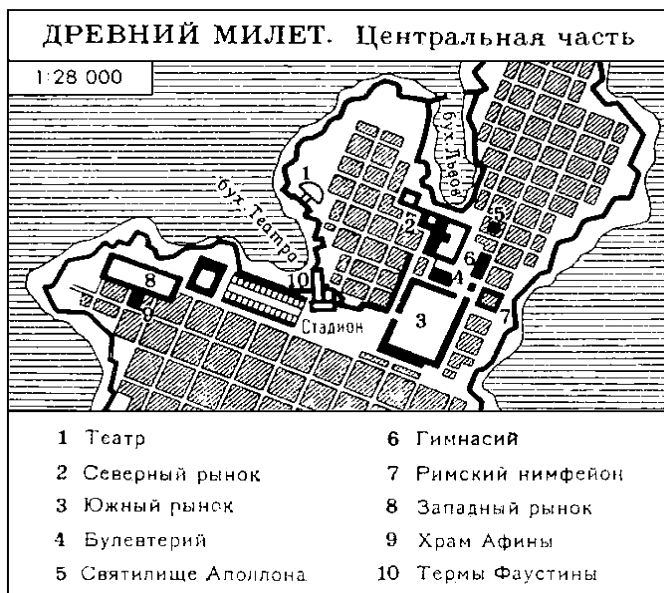 ДРЕВНИЙ МИЛЕТ. Центральная часть
1:28 000
бух. Львов
бух. Театра
1
2
5
6
4
8
10
7
9
3
Стадион
1 Театр
2 Северный рынок
3 Южный рынок
4 Булевтерий
5 Святилище Аполлона
6 Гимнасий
7 Римский нимфейон
8 Западный рынок
9 Храм Афины
10 Термы Фаустины